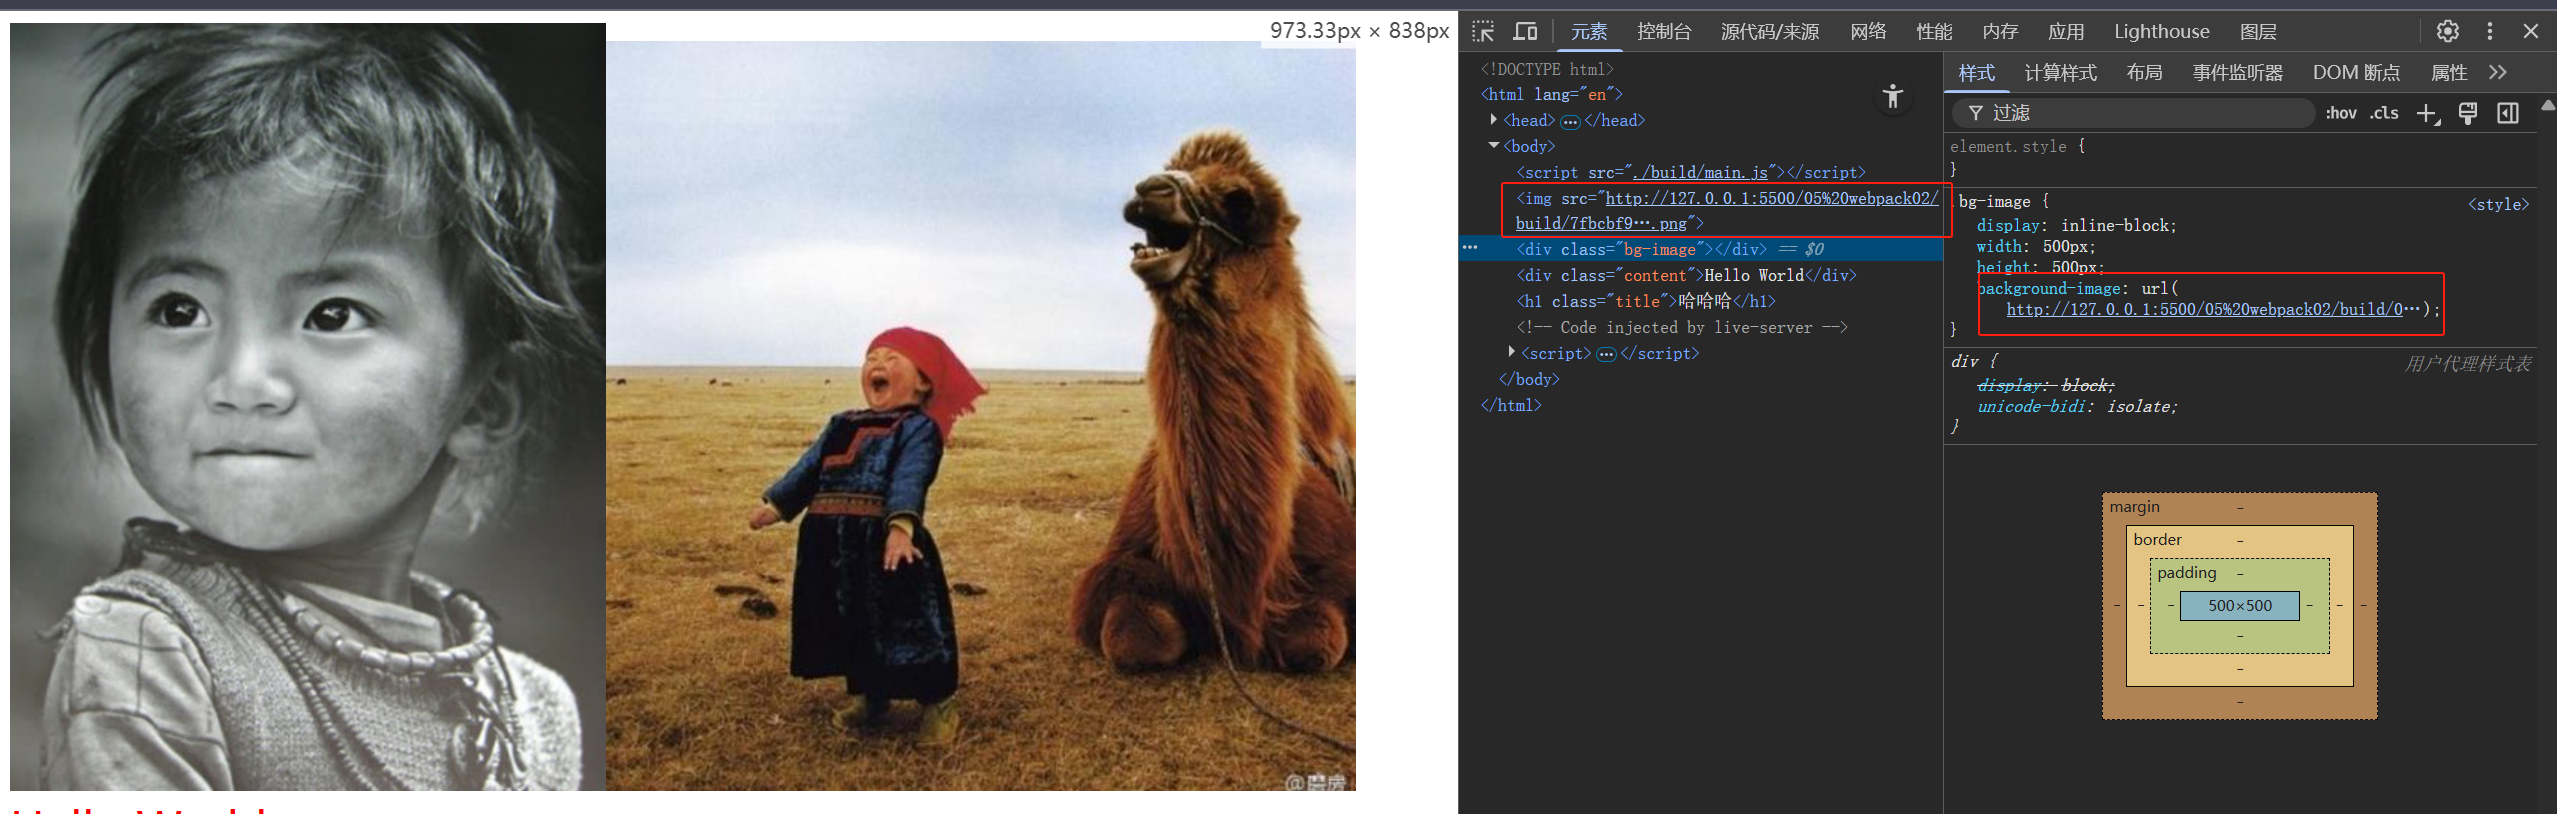 973.33px × 838px
元素 控制台 源代码/来源 网络 性能 内存 应用 Lighthouse 图层
<!DOCTYPE html>
<html lang="en">
<head> … </head>
<body>
<script src="./build/main.js"></script>
<img src="http://127.0.0.1:5500/05%20webpack02/
build/7fbcbf9….png">
<div class="bg-image"></div> == $0
<div class="content">Hello World</div>
<h1 class="title">哈哈哈</h1>
<!-- Code injected by live-server -->
<script> … </script>
</body>
</html>
样式 计算样式 布局 事件监听器 DOM 断点 属性
过滤 :hov .cls
element.style {
}
.bg-image { <style>
display: inline-block;
width: 500px;
height: 500px;
background-image: url(
http://127.0.0.1:5500/05%20webpack02/build/0…);
}
div { 用户代理样式表
display: block;
unicode-bidi: isolate;
}
margin -
border -
padding -
- - - 500×500 - - -
-
-
-
Hello World